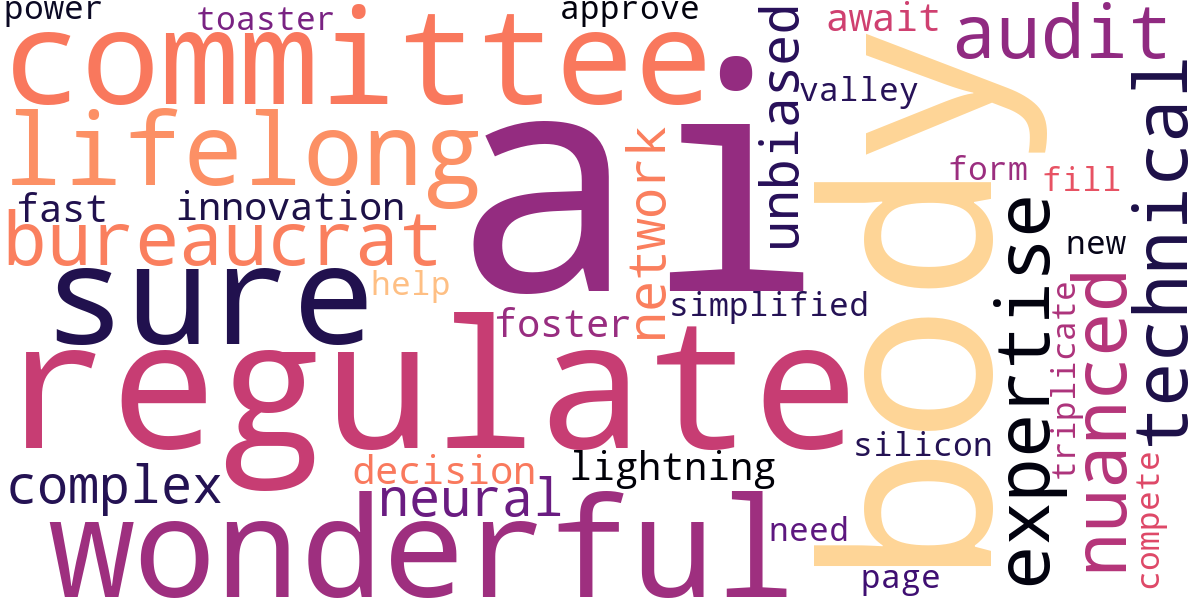 power
toaster
approve
await
audit
committee
unbiased
valley
technical
lifelong
ai
network
body
form
fill
fast
innovation
bureaucrat
expertise
new
sure
help
simplified
nuanced
triplicate
foster
regulate
silicon
complex
decision
lightning
compete
neural
wonderful
need
page